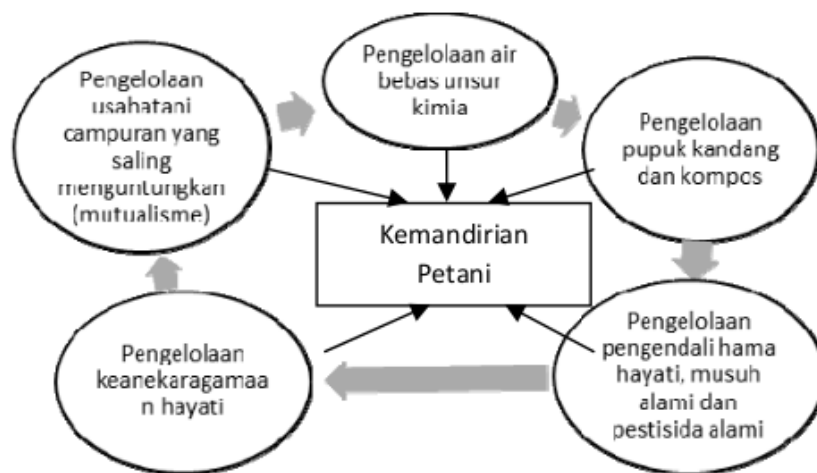 Pengelolaan air
bebas unsur
kimia
Pengelolaan
usahatani
campuran yang
saling
menguntungkan
(mutualisme)
Pengelolaan
pupuk kandang
dan kompos
Kemandirian
Petani
Pengelolaan
keanekaragamaa
n hayati
Pengelolaan
pengendali hama
hayati, musuh
alami dan
pestisida alami